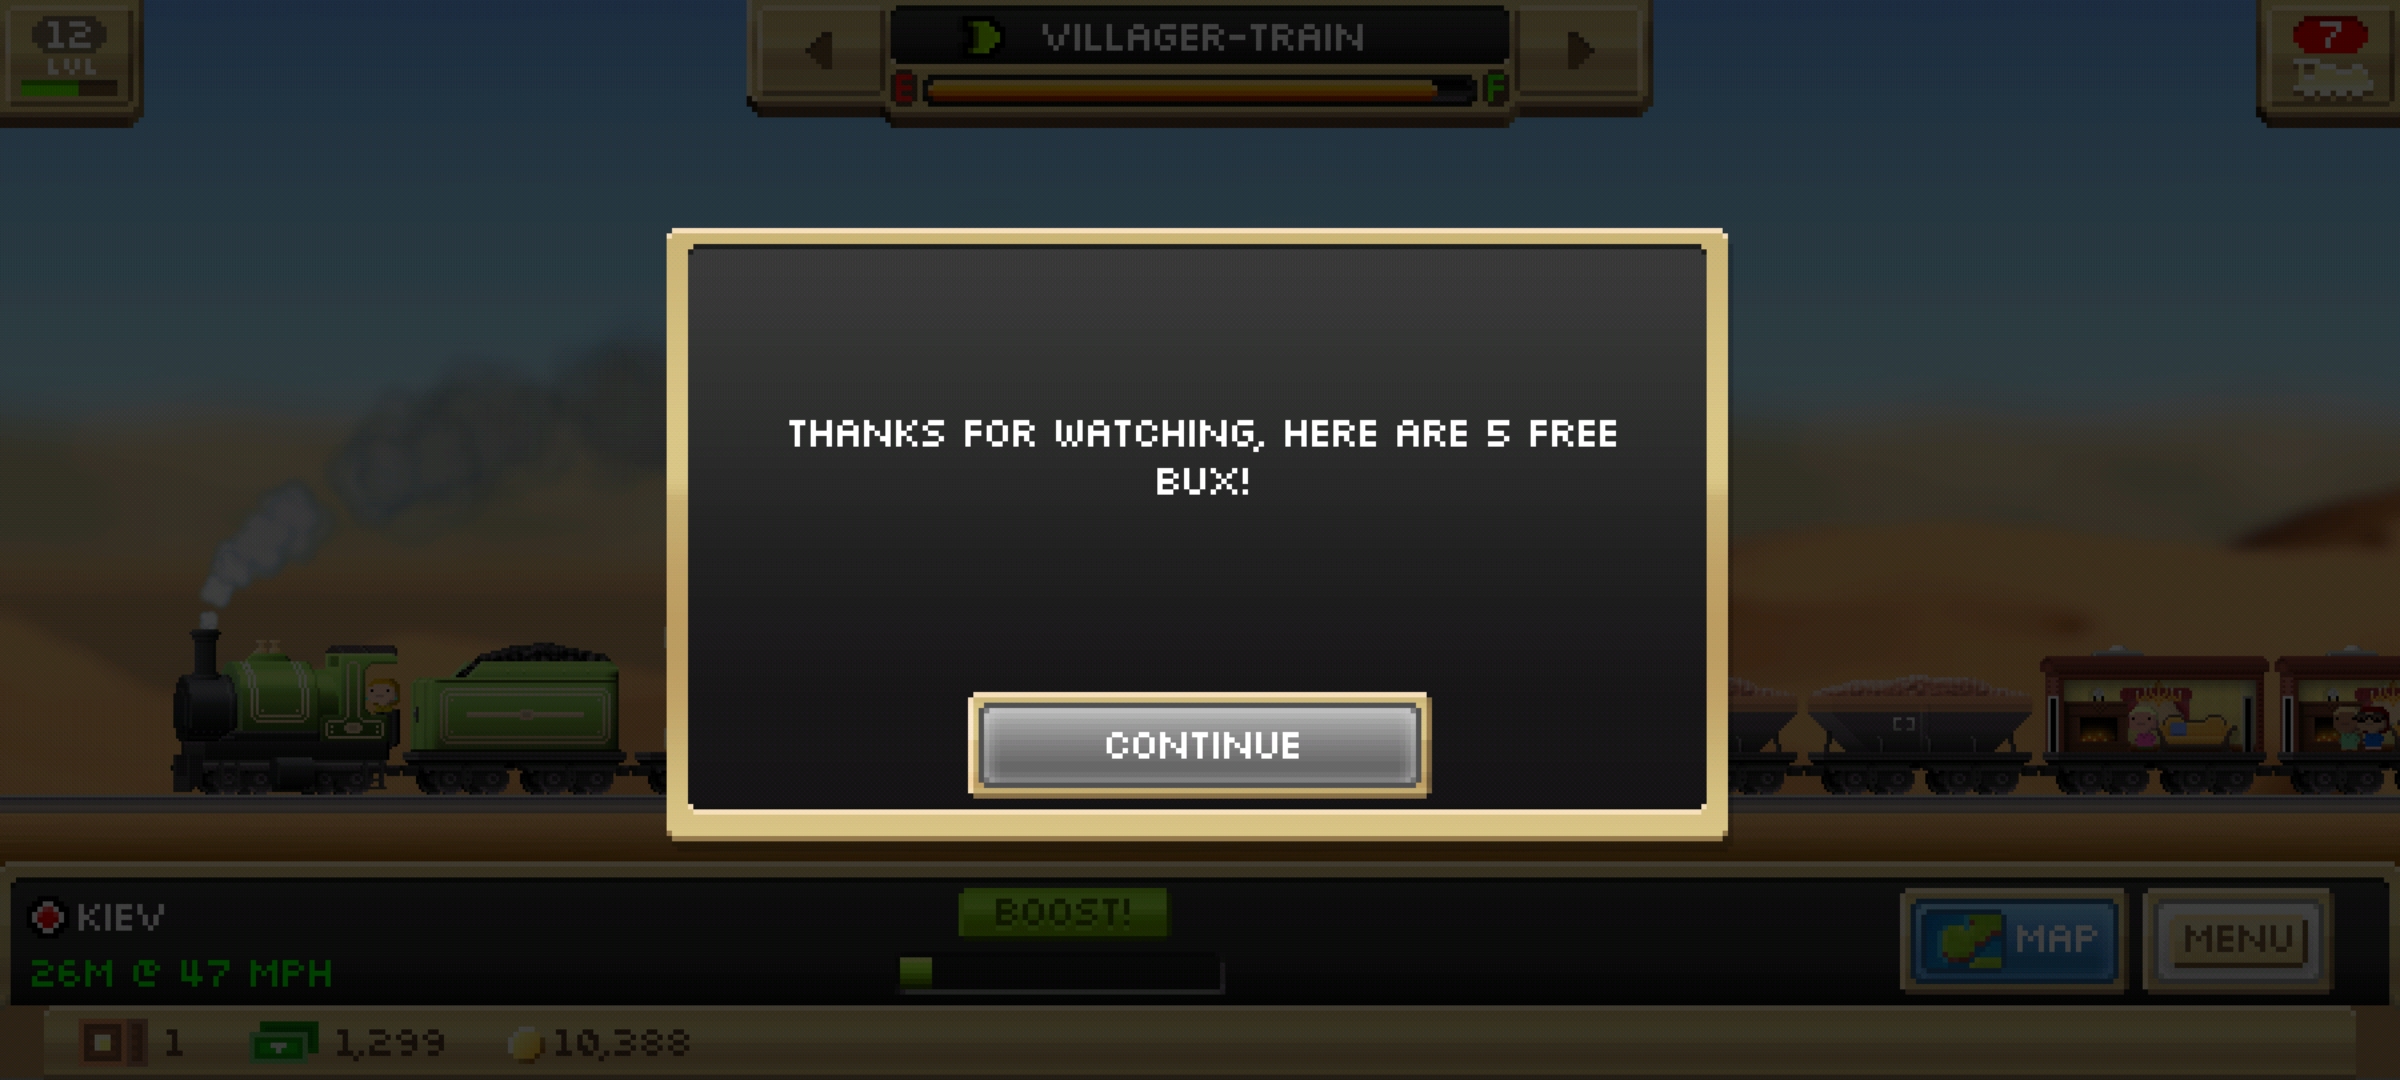 12
LVL
VILLAGER-TRAIN
E F
7
THANKS FOR WATCHING, HERE ARE 5 FREE
BUX!
CONTINUE
KIEV
26M @ 47 MPH
BOOST!
MAP
MENU
1
1,299
10,388